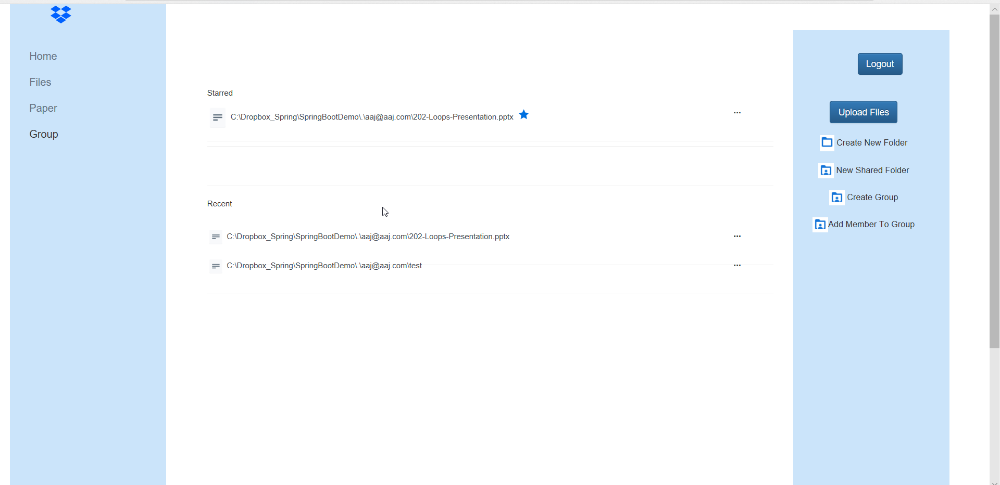 Home
Files
Paper
Group
Starred
C:\Dropbox_Spring\SpringBootDemo\.\aaj@aaj.com\202-Loops-Presentation.pptx
...
Recent
C:\Dropbox_Spring\SpringBootDemo\.\aaj@aaj.com\202-Loops-Presentation.pptx
...
C:\Dropbox_Spring\SpringBootDemo\.\aaj@aaj.com\test
...
Logout
Upload Files
Create New Folder
New Shared Folder
Create Group
Add Member To Group